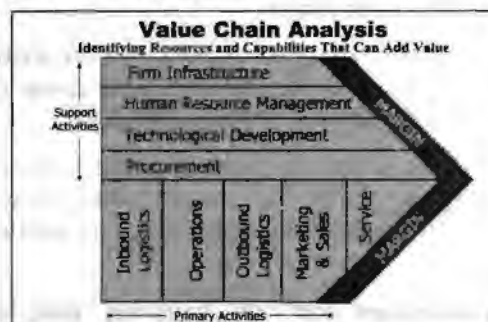 Value Chain Analysis
Identifying Resources and Capabilities That Can Add Value
Firm Infrastructure
Human Resource Management
Technological Development
Procurement
Support
Activities
MARGIN
Inbound
Logistics
Operations
Outbound
Logistics
Marketing
& Sales
Service
MARGIN
Primary Activities